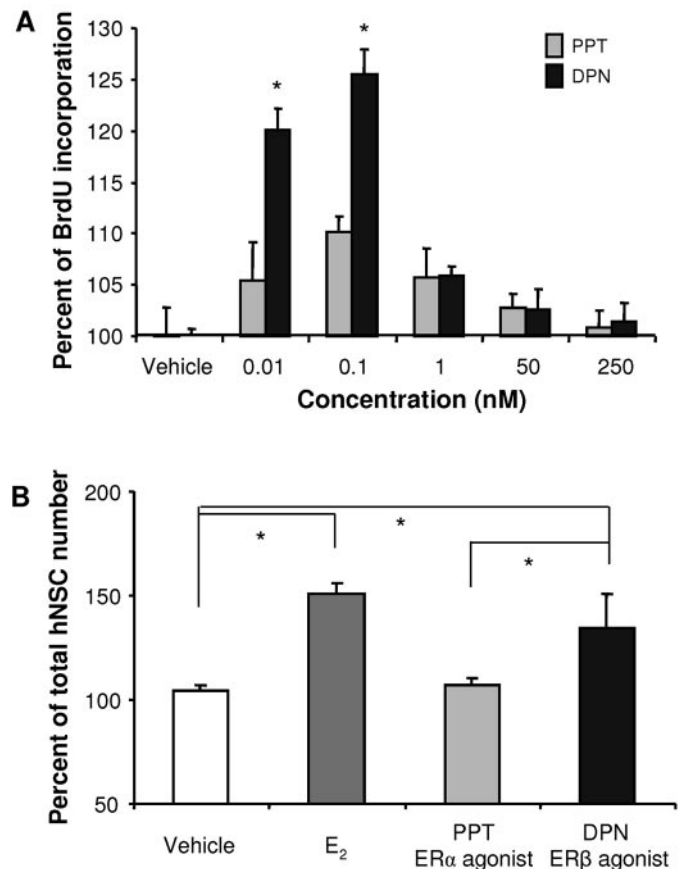 A
Percent of BrdU incorporation
130
125
120
115
110
105
100
*
*
PPT
DPN
Vehicle 0.01 0.1 1 50 250
Concentration (nM)
B
Percent of total hNSC number
200
150
100
50
*
*
*
Vehicle E₂ PPT DPN
ERα agonist ERβ agonist